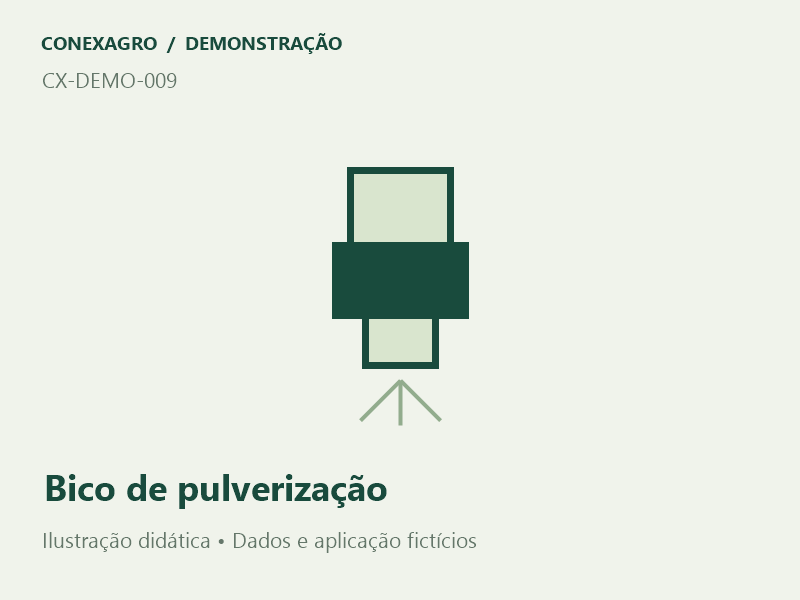 CONEXAGRO / DEMONSTRAÇÃO
CX-DEMO-009
Bico de pulverização
Ilustração didática • Dados e aplicação fictícios